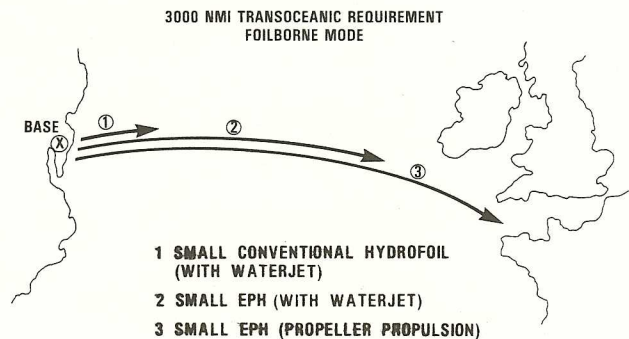 3000 NMI TRANSOCEANIC REQUIREMENT
FOILBORNE MODE
BASE
X
1
2
3
1 SMALL CONVENTIONAL HYDROFOIL
(WITH WATERJET)
2 SMALL EPH (WITH WATERJET)
3 SMALL EPH (PROPELLER PROPULSION)